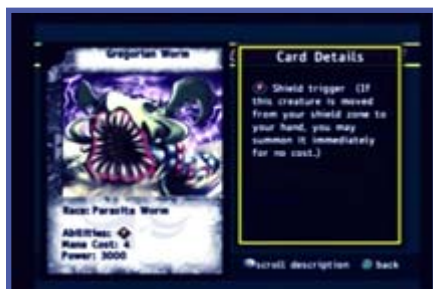 Gregorian Worm
Race: Parasite Worm
Abilities:
Mana Cost: 4
Power: 3000
Card Details
Shield trigger (If
this creature is moved
from your shield zone to
your hand, you may
summon it immediately
for no cost.)
scroll description back